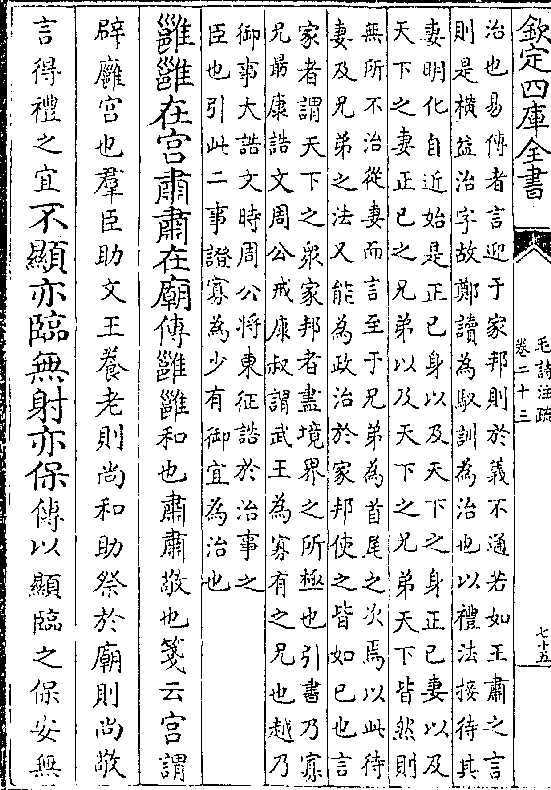 欽定四庫全書
毛詩注疏
卷二十三
七十五
治也易傳者言迎于家邦則於義不通若如王肅之言
則是橫益治字故鄭讀為馭訓為治也以禮法接待其
妻明化自近始是正己身以及天下之身正己妻以及
天下之妻正己之兄弟以及天下之兄弟天下皆然則
無所不治從妻而言至于兄弟為首尾之次焉以此待
妻及兄弟之法又能為政治於家邦使之皆如己也言
家者謂天下之衆家邦者盡境界之所極也引書乃寡
兄勗康誥文周公戒康叔謂武王為寡有之兄也越乃
御事大誥文時周公將東征誥於治事之
臣也引此二事證寡為少有御宜為治也
雝雝在宫肅肅在廟傳雝雝和也肅肅敬也箋云宫謂
辟廱宫也羣臣助文王養老則尚和助祭於廟則尚敬
言得禮之宜不顯亦臨無射亦保傳以顯臨之保安無